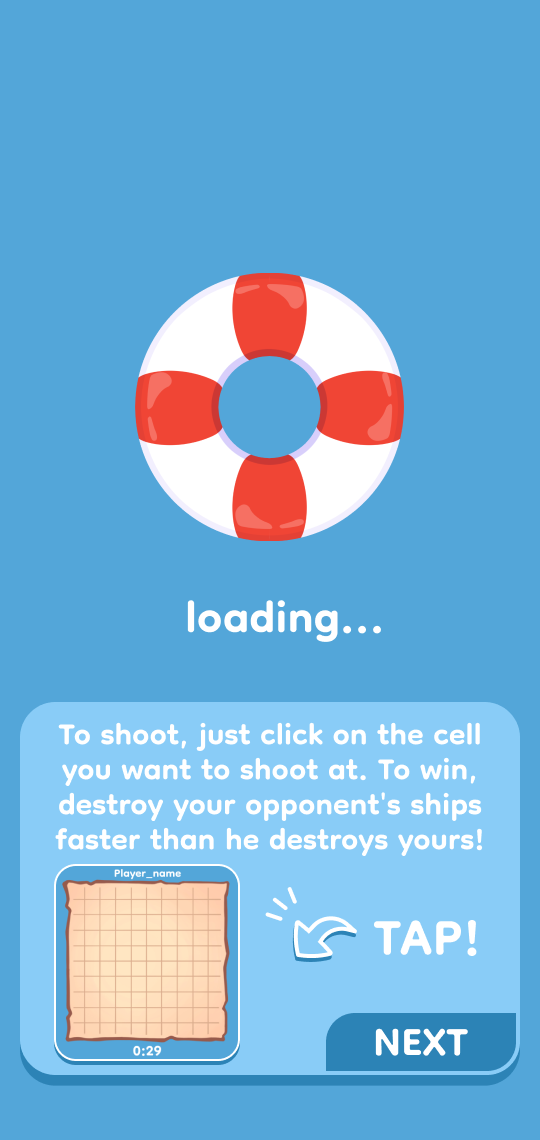 loading...
To shoot, just click on the cell
you want to shoot at. To win,
destroy your opponent's ships
faster than he destroys yours!
Player_name
TAP!
0:29
NEXT